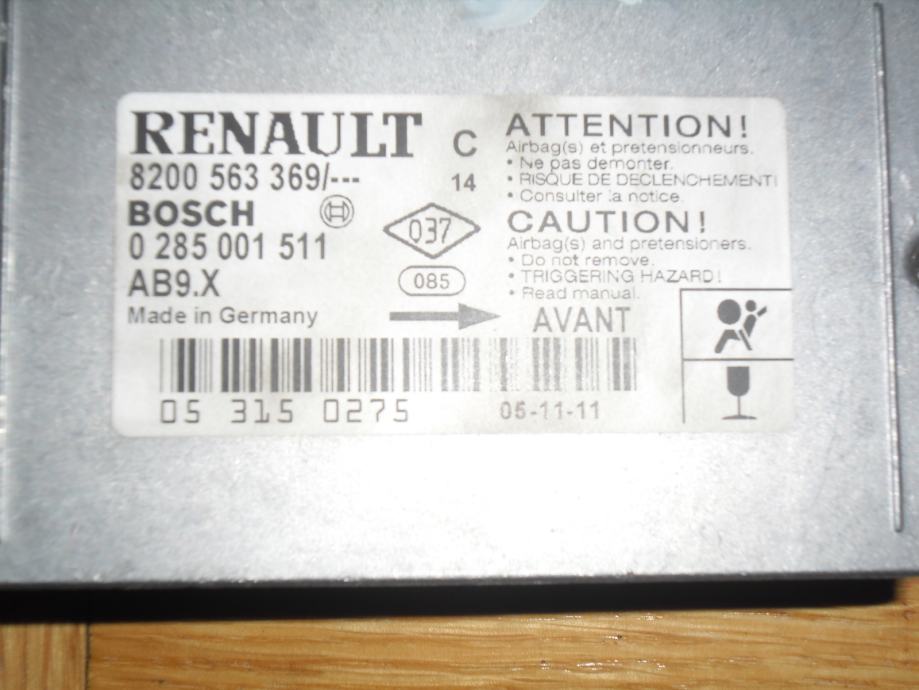 RENAULT
8200 563 369/---
BOSCH
0 285 001 511
AB9.X
Made in Germany
C
14
037
085
AVANT
ATTENTION!
Airbag(s) et pretensionneurs.
• Ne pas demonter.
• RISQUE DE DECLENCHEMENT!
• Consulter la notice.
CAUTION!
Airbag(s) and pretensioners.
• Do not remove.
• TRIGGERING HAZARD!
• Read manual.
05 315 0275
05-11-11